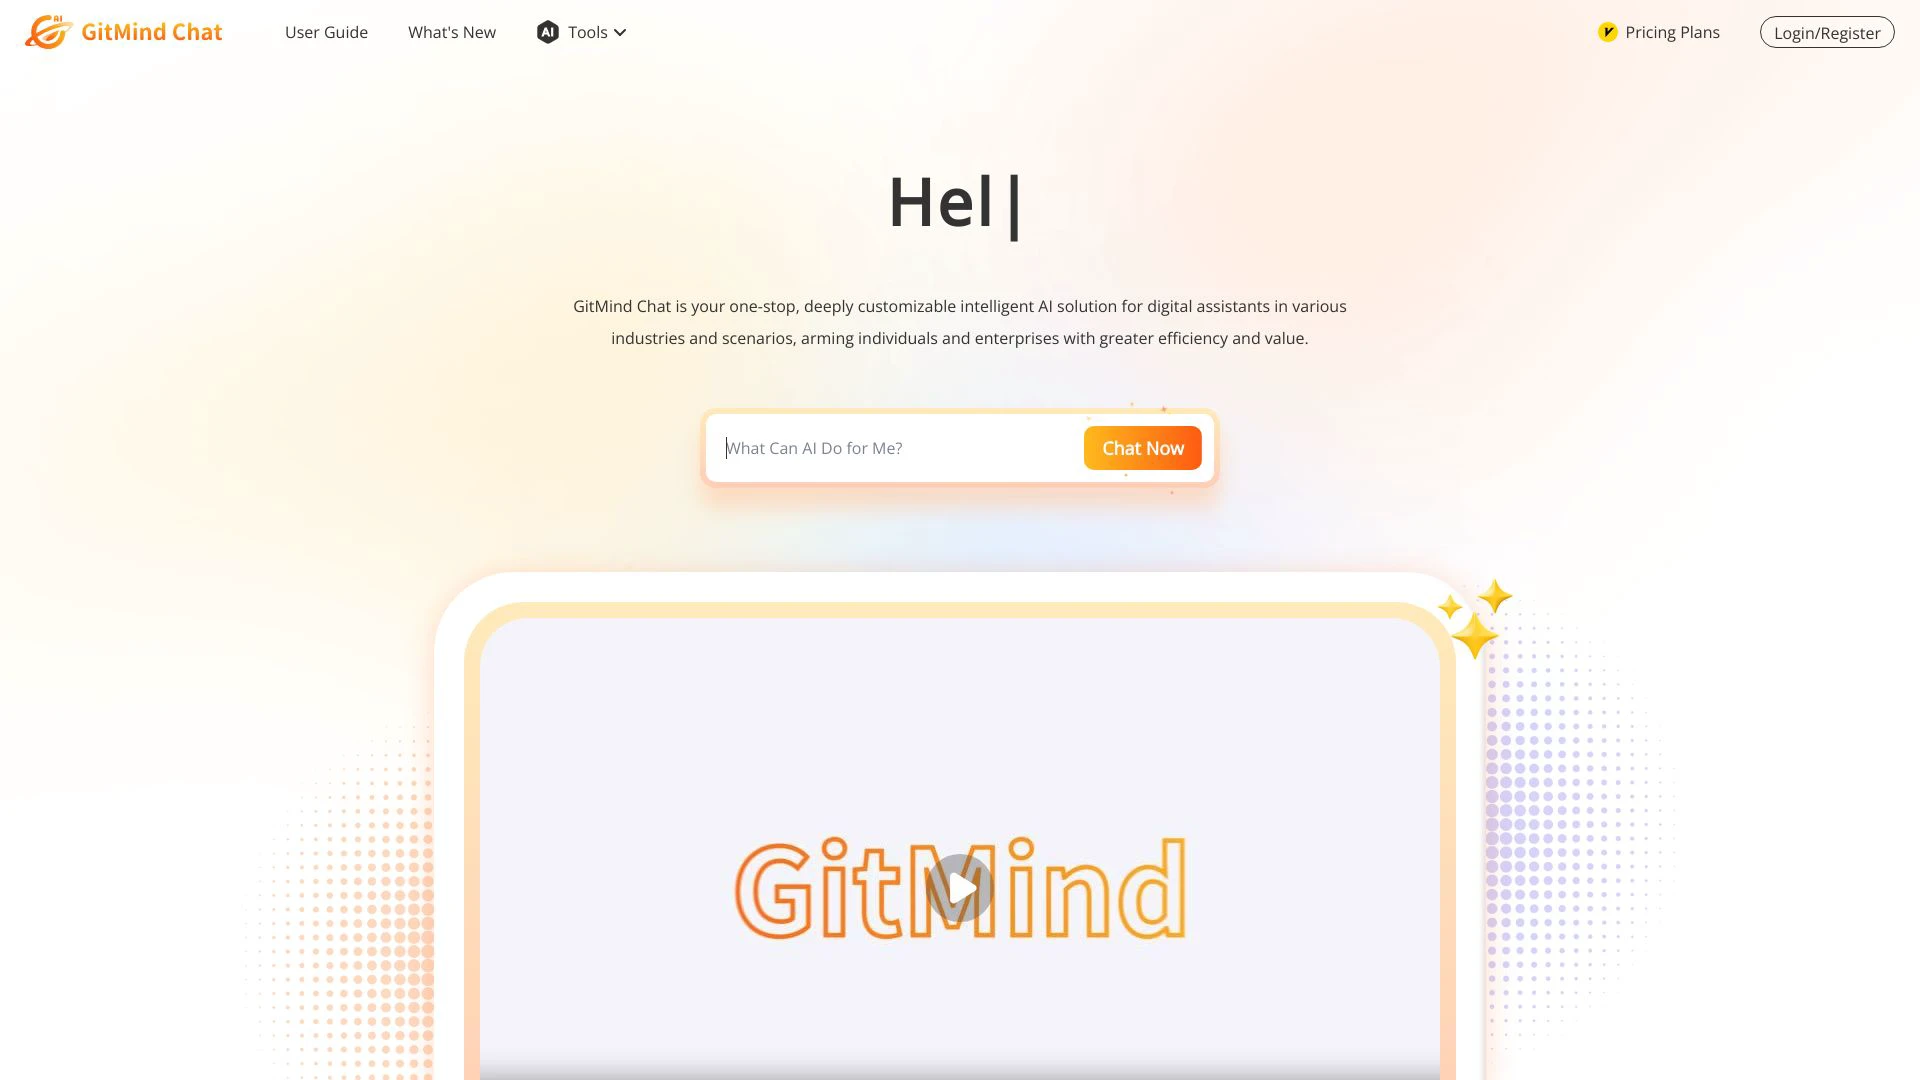 GitMind Chat
User Guide
What's New
AI Tools
Pricing Plans
Login/Register
Hel|
GitMind Chat is your one-stop, deeply customizable intelligent AI solution for digital assistants in various
industries and scenarios, arming individuals and enterprises with greater efficiency and value.
What Can AI Do for Me?
Chat Now
GitMind